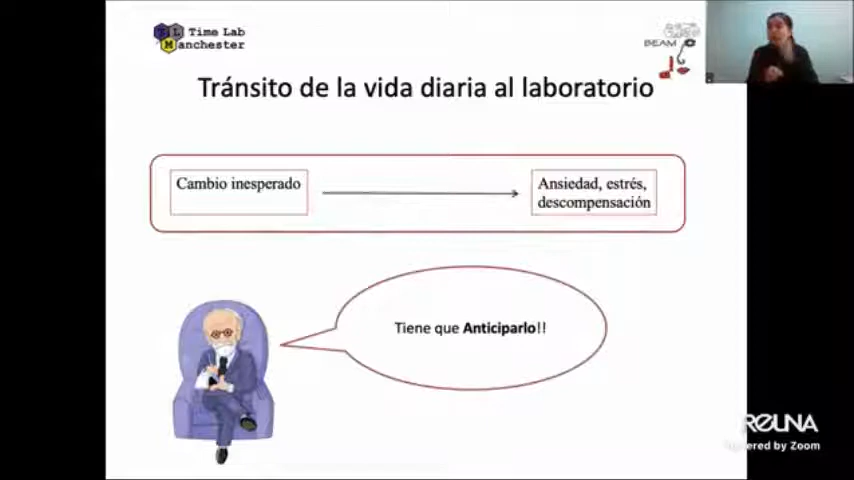 Time Lab
Manchester
BEAM
Tránsito de la vida diaria al laboratorio
Cambio inesperado
Ansiedad, estrés,
descompensación
Tiene que Anticiparlo!!
REUNA
Powered by Zoom